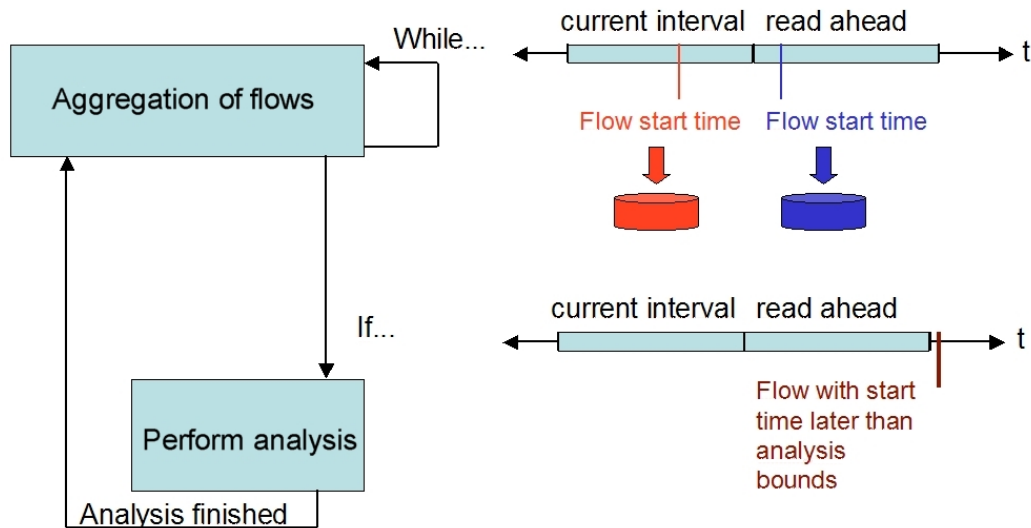 While...
Aggregation of flows
If...
Perform analysis
Analysis finished
current interval read ahead
t
Flow start time Flow start time
current interval read ahead
t
Flow with start
time later than
analysis
bounds